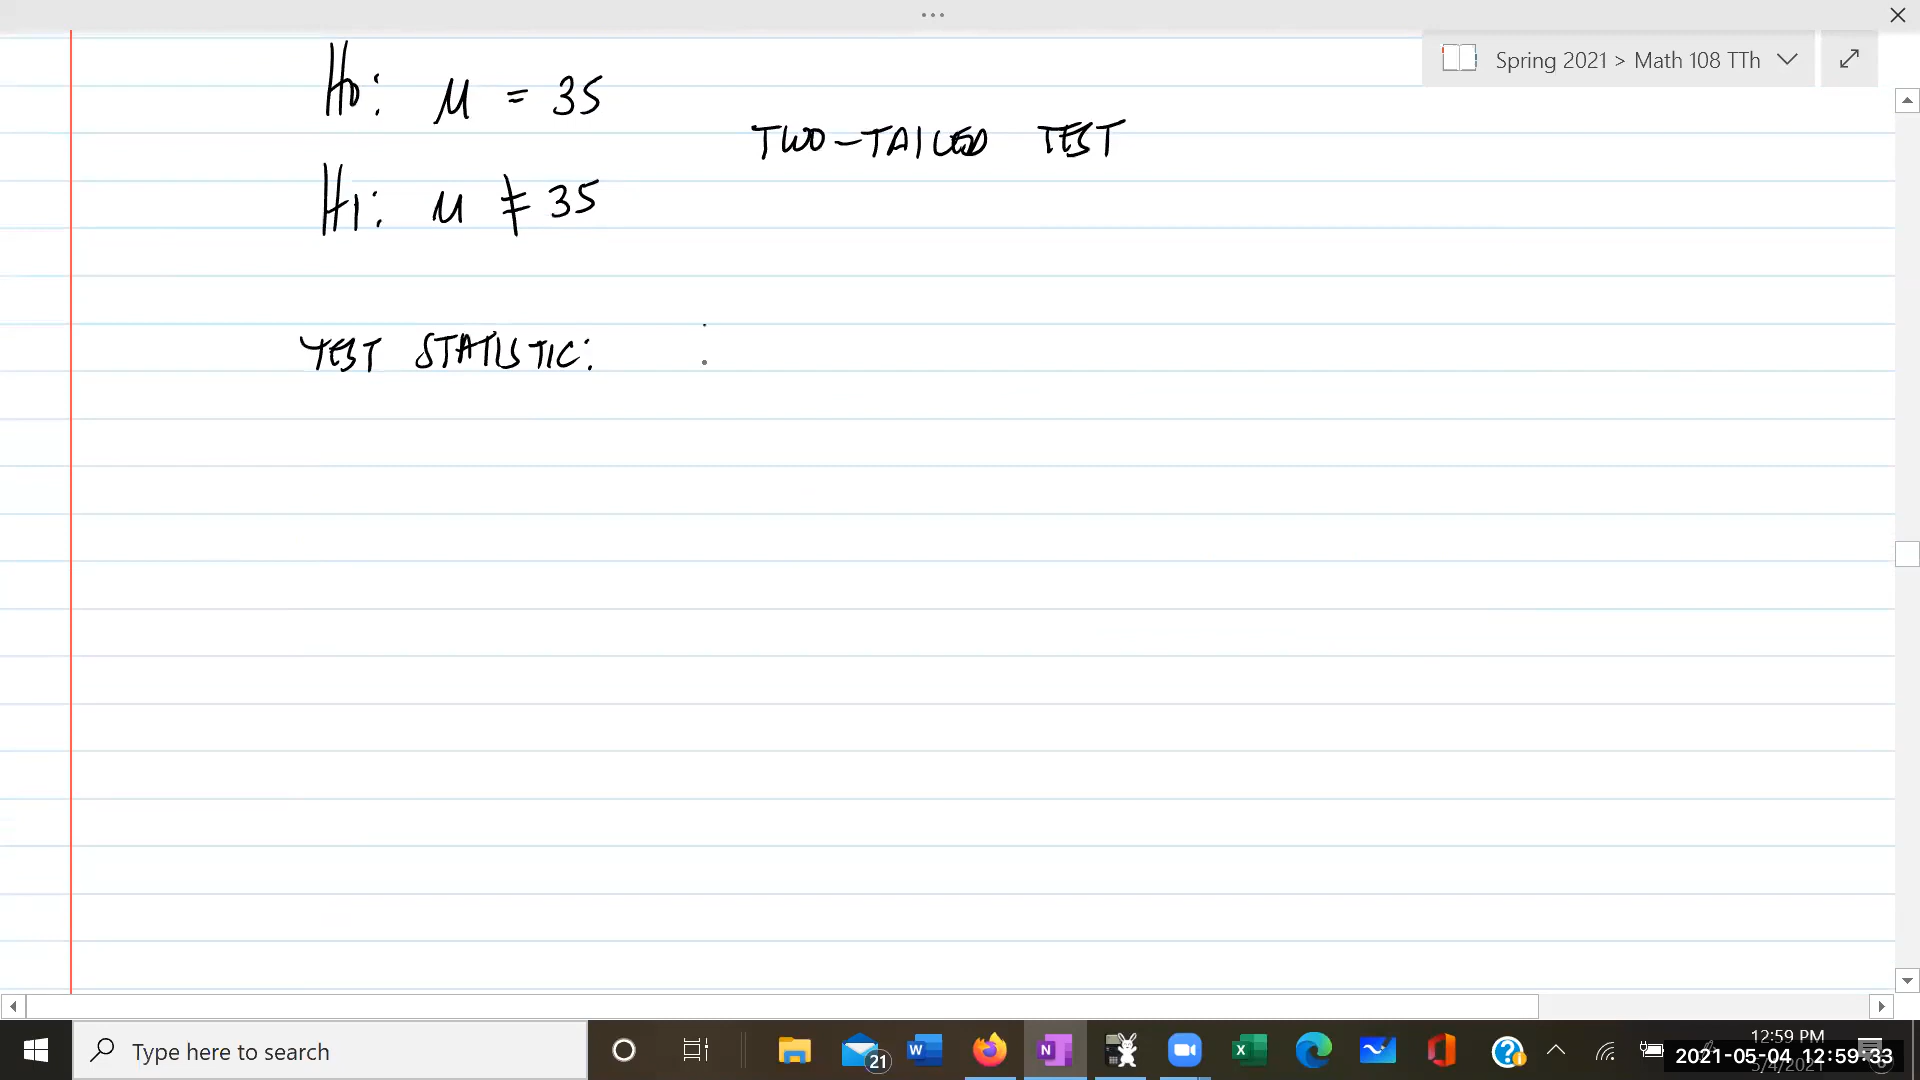 Spring 2021 > Math 108 TTh
H0: μ = 35
TWO-TAILED TEST
H1: μ ≠ 35
TEST STATISTIC:
Type here to search
21
12:59 PM
2021-05-04 12:59:33